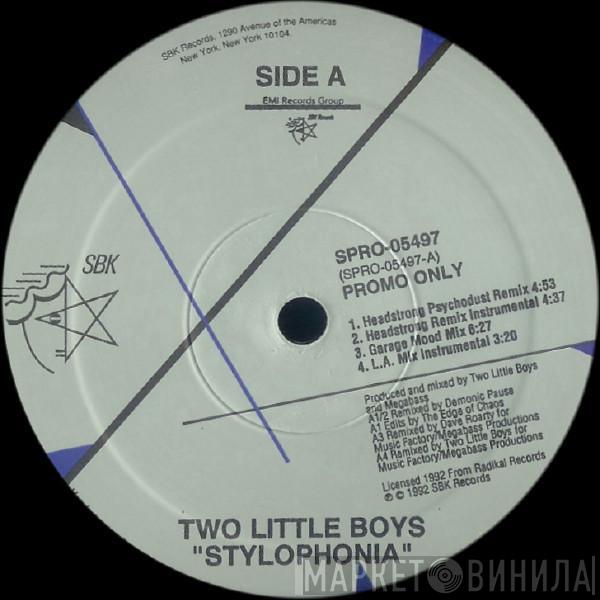 SBK Records, 1290 Avenue of the Americas
New York, New York 10104.
SIDE A
EMI Records Group
SBK Records
SBK
SPRO-05497
(SPRO-05497-A)
PROMO ONLY
1. Headstrong Psychodust Remix 4:53
2. Headstrong Remix Instrumental 4:37
3. Garage Mood Mix 6:27
4. L.A. Mix Instrumental 3:20
Produced and mixed by Two Little Boys
and Megabass
A1/2 Remixed by Demonic Pause
A1 Edits by The Edge of Chaos
A3 Remixed by Dave Roarty for
Music Factory/Megabass Productions
A4 Remixed by Two Little Boys for
Music Factory/Megabass Productions
Licensed 1992 From Radikal Records
℗ © 1992 SBK Records
TWO LITTLE BOYS
"STYLOPHONIA"
МАРКЕТ ВИНИЛА